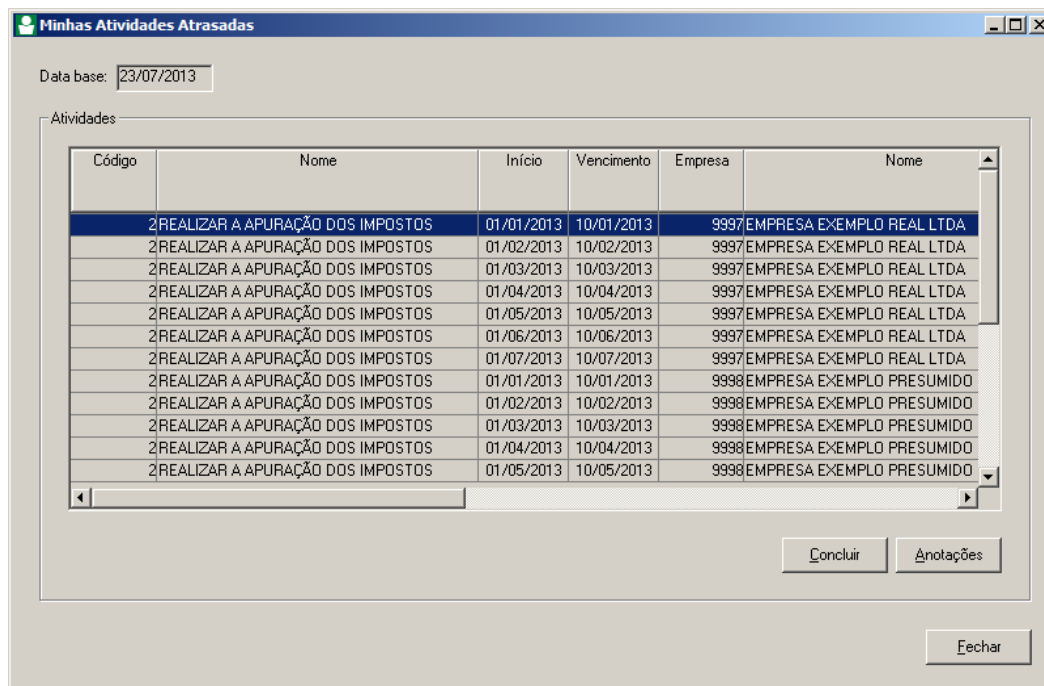 Minhas Atividades Atrasadas
Data base: 23/07/2013
Atividades
Código Nome Início Vencimento Empresa Nome
2 REALIZAR A APURAÇÃO DOS IMPOSTOS 01/01/2013 10/01/2013 9997 EMPRESA EXEMPLO REAL LTDA
2 REALIZAR A APURAÇÃO DOS IMPOSTOS 01/02/2013 10/02/2013 9997 EMPRESA EXEMPLO REAL LTDA
2 REALIZAR A APURAÇÃO DOS IMPOSTOS 01/03/2013 10/03/2013 9997 EMPRESA EXEMPLO REAL LTDA
2 REALIZAR A APURAÇÃO DOS IMPOSTOS 01/04/2013 10/04/2013 9997 EMPRESA EXEMPLO REAL LTDA
2 REALIZAR A APURAÇÃO DOS IMPOSTOS 01/05/2013 10/05/2013 9997 EMPRESA EXEMPLO REAL LTDA
2 REALIZAR A APURAÇÃO DOS IMPOSTOS 01/06/2013 10/06/2013 9997 EMPRESA EXEMPLO REAL LTDA
2 REALIZAR A APURAÇÃO DOS IMPOSTOS 01/07/2013 10/07/2013 9997 EMPRESA EXEMPLO REAL LTDA
2 REALIZAR A APURAÇÃO DOS IMPOSTOS 01/01/2013 10/01/2013 9998 EMPRESA EXEMPLO PRESUMIDO
2 REALIZAR A APURAÇÃO DOS IMPOSTOS 01/02/2013 10/02/2013 9998 EMPRESA EXEMPLO PRESUMIDO
2 REALIZAR A APURAÇÃO DOS IMPOSTOS 01/03/2013 10/03/2013 9998 EMPRESA EXEMPLO PRESUMIDO
2 REALIZAR A APURAÇÃO DOS IMPOSTOS 01/04/2013 10/04/2013 9998 EMPRESA EXEMPLO PRESUMIDO
2 REALIZAR A APURAÇÃO DOS IMPOSTOS 01/05/2013 10/05/2013 9998 EMPRESA EXEMPLO PRESUMIDO
Concluir Anotações
Fechar